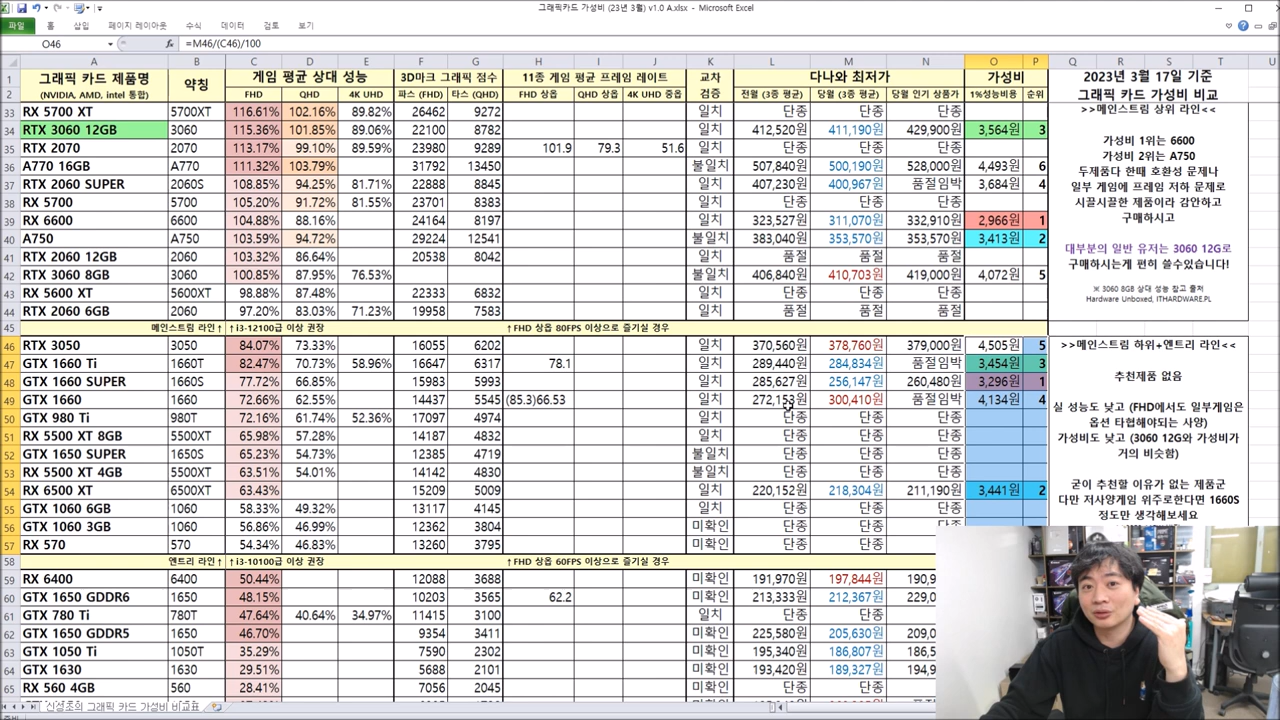 그래픽카드 가성비 (23년 3월) v1.0 A.xlsx - Microsoft Excel
파일 홈 삽입 페이지 레이아웃 수식 데이터 검토 보기
O46 fx =M46/(C46)/100
A B C D E F G H I J K L M N O P Q R S T
1 그래픽 카드 제품명 약칭 게임 평균 상대 성능 3D마크 그래픽 점수 11종 게임 평균 프레임 레이트 교차 다나와 최저가 가성비 2023년 3월 17일 기준
2 (NVIDIA, AMD, intel 통합) FHD QHD 4K UHD 파스 (FHD) 타스 (QHD) FHD 상옵 QHD 상옵 4K UHD 중옵 검증 전월 (3종 평균) 당월 (3종 평균) 당월 인기 상품가 1%성능비용 순위 그래픽 카드 가성비 비교
33 RX 5700 XT 5700XT 116.61% 102.16% 89.82% 26462 9272 일치 단종 단종 단종 >>메인스트림 상위 라인<<
34 RTX 3060 12GB 3060 115.36% 101.85% 89.06% 22100 8782 일치 412,520원 411,190원 429,900원 3,564원 3
35 RTX 2070 2070 113.17% 99.10% 89.59% 23980 9289 101.9 79.3 51.6 일치 단종 단종 단종 가성비 1위는 6600
36 A770 16GB A770 111.32% 103.79% 31792 13450 불일치 507,840원 500,190원 528,000원 4,493원 6 가성비 2위는 A750
37 RTX 2060 SUPER 2060S 108.85% 94.25% 81.71% 22888 8845 일치 407,230원 400,967원 품절임박 3,684원 4 두제품다 한때 호환성 문제나
일부 게임에 프레임 저하 문제로
38 RX 5700 5700 105.20% 91.72% 81.55% 23701 8383 일치 단종 단종 단종 시끌시끌한 제품이라 감안하고
39 RX 6600 6600 104.88% 88.16% 24164 8197 일치 323,527원 311,070원 332,910원 2,966원 1 구매하시고
40 A750 A750 103.59% 94.72% 29224 12541 불일치 383,040원 353,570원 353,570원 3,413원 2
41 RTX 2060 12GB 2060 103.32% 86.64% 20538 8042 일치 품절 품절 품절 대부분의 일반 유저는 3060 12G로
구매하시는게 편히 쓸수있습니다!
42 RTX 3060 8GB 3060 100.85% 87.95% 76.53% 불일치 406,840원 410,703원 419,000원 4,072원 5
43 RX 5600 XT 5600XT 98.88% 87.48% 22333 6832 일치 단종 단종 단종 ※ 3060 8GB 상대 성능 참고 출처
44 RTX 2060 6GB 2060 97.20% 83.03% 71.23% 19958 7583 일치 품절 품절 품절 Hardware Unboxed, ITHARDWARE.PL
45 메인스트림 라인↑ ↑i3-12100급 이상 권장 ↑FHD 상옵 80FPS 이상으로 즐기실 경우
46 RTX 3050 3050 84.07% 73.33% 16055 6202 일치 370,560원 378,760원 379,000원 4,505원 5 >>메인스트림 하위+엔트리 라인<<
47 GTX 1660 Ti 1660T 82.47% 70.73% 58.96% 16647 6317 78.1 일치 289,440원 284,834원 품절임박 3,454원 3
48 GTX 1660 SUPER 1660S 77.72% 66.85% 15983 5993 일치 285,627원 256,147원 260,480원 3,296원 1 추천제품 없음
49 GTX 1660 1660 72.66% 62.55% 14437 5545 (85.3)66.53 일치 272,153원 300,410원 품절임박 4,134원 4
50 GTX 980 Ti 980T 72.16% 61.74% 52.36% 17097 4974 일치 단종 단종 단종 실 성능도 낮고 (FHD에서도 일부게임은
옵션 타협해야되는 사양)
51 RX 5500 XT 8GB 5500XT 65.98% 57.28% 14187 4832 일치 단종 단종 단종 가성비도 낮고 (3060 12G와 가성비가
52 GTX 1650 SUPER 1650S 65.23% 54.73% 12385 4719 불일치 단종 단종 단종 거의 비슷함)
53 RX 5500 XT 4GB 5500XT 63.51% 54.01% 14142 4830 불일치 단종 단종 단종
54 RX 6500 XT 6500XT 63.43% 15209 5009 일치 220,152원 218,304원 211,190원 3,441원 2 굳이 추천할 이유가 없는 제품군
다만 저사양게임 위주로한다면 1660S
55 GTX 1060 6GB 1060 58.33% 49.32% 13117 4145 일치 단종 단종 단종 정도만 생각해보세요
56 GTX 1060 3GB 1060 56.86% 46.99% 12362 3804 미확인 단종 단종 단종
57 RX 570 570 54.34% 46.83% 13260 3795 미확인 단종 단종
58 엔트리 라인↑ ↑i3-10100급 이상 권장 ↑FHD 상옵 60FPS 이상으로 즐기실 경우
59 RX 6400 6400 50.44% 12088 3688 미확인 191,970원 197,844원 190,9
60 GTX 1650 GDDR6 1650 48.15% 10203 3565 62.2 미확인 213,333원 212,367원 229,0
61 GTX 780 Ti 780T 47.64% 40.64% 34.97% 11415 3100 일치 단종 단종
62 GTX 1650 GDDR5 1650 46.70% 9354 3411 미확인 225,580원 205,630원 209,0
63 GTX 1050 Ti 1050T 35.29% 7590 2302 미확인 195,340원 186,807원 186,5
64 GTX 1630 1630 29.51% 5688 2101 미확인 193,420원 189,327원 194,9
65 RX 560 4GB 560 28.41% 7056 2045 미확인 단종 단종